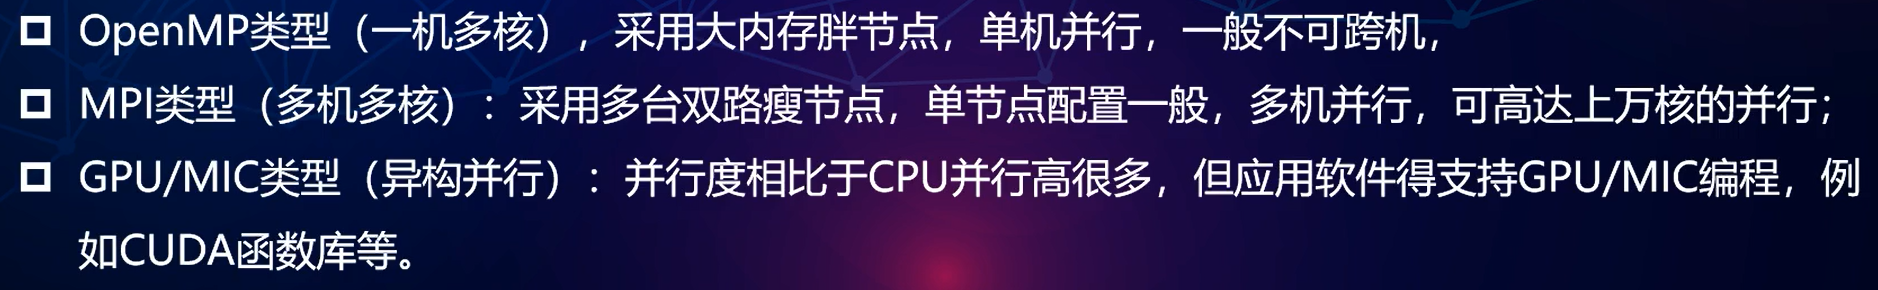 OpenMP类型（一机多核），采用大内存胖节点，单机并行，一般不可跨机，
MPI类型（多机多核）：采用多台双路瘦节点，单节点配置一般，多机并行，可高达上万核的并行；
GPU/MIC类型（异构并行）：并行度相比于CPU并行高很多，但应用软件得支持GPU/MIC编程，例
如CUDA函数库等。